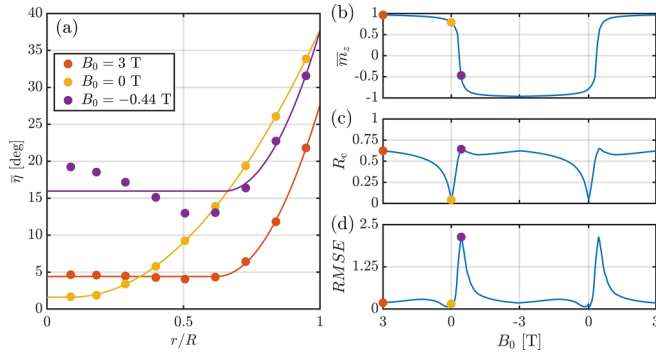 (a)
40
35
30
25
20
15
10
5
0
B₀ = 3 T
B₀ = 0 T
B₀ = −0.44 T
η̅ [deg]
0 0.5 1
r/R
(b)
1
0.5
0
-0.5
-1
m̅_z
(c)
1
0.75
0.5
0.25
0
R_c
(d)
2.5
1.25
0
RMSE
3 0 -3 0 3
B₀ [T]